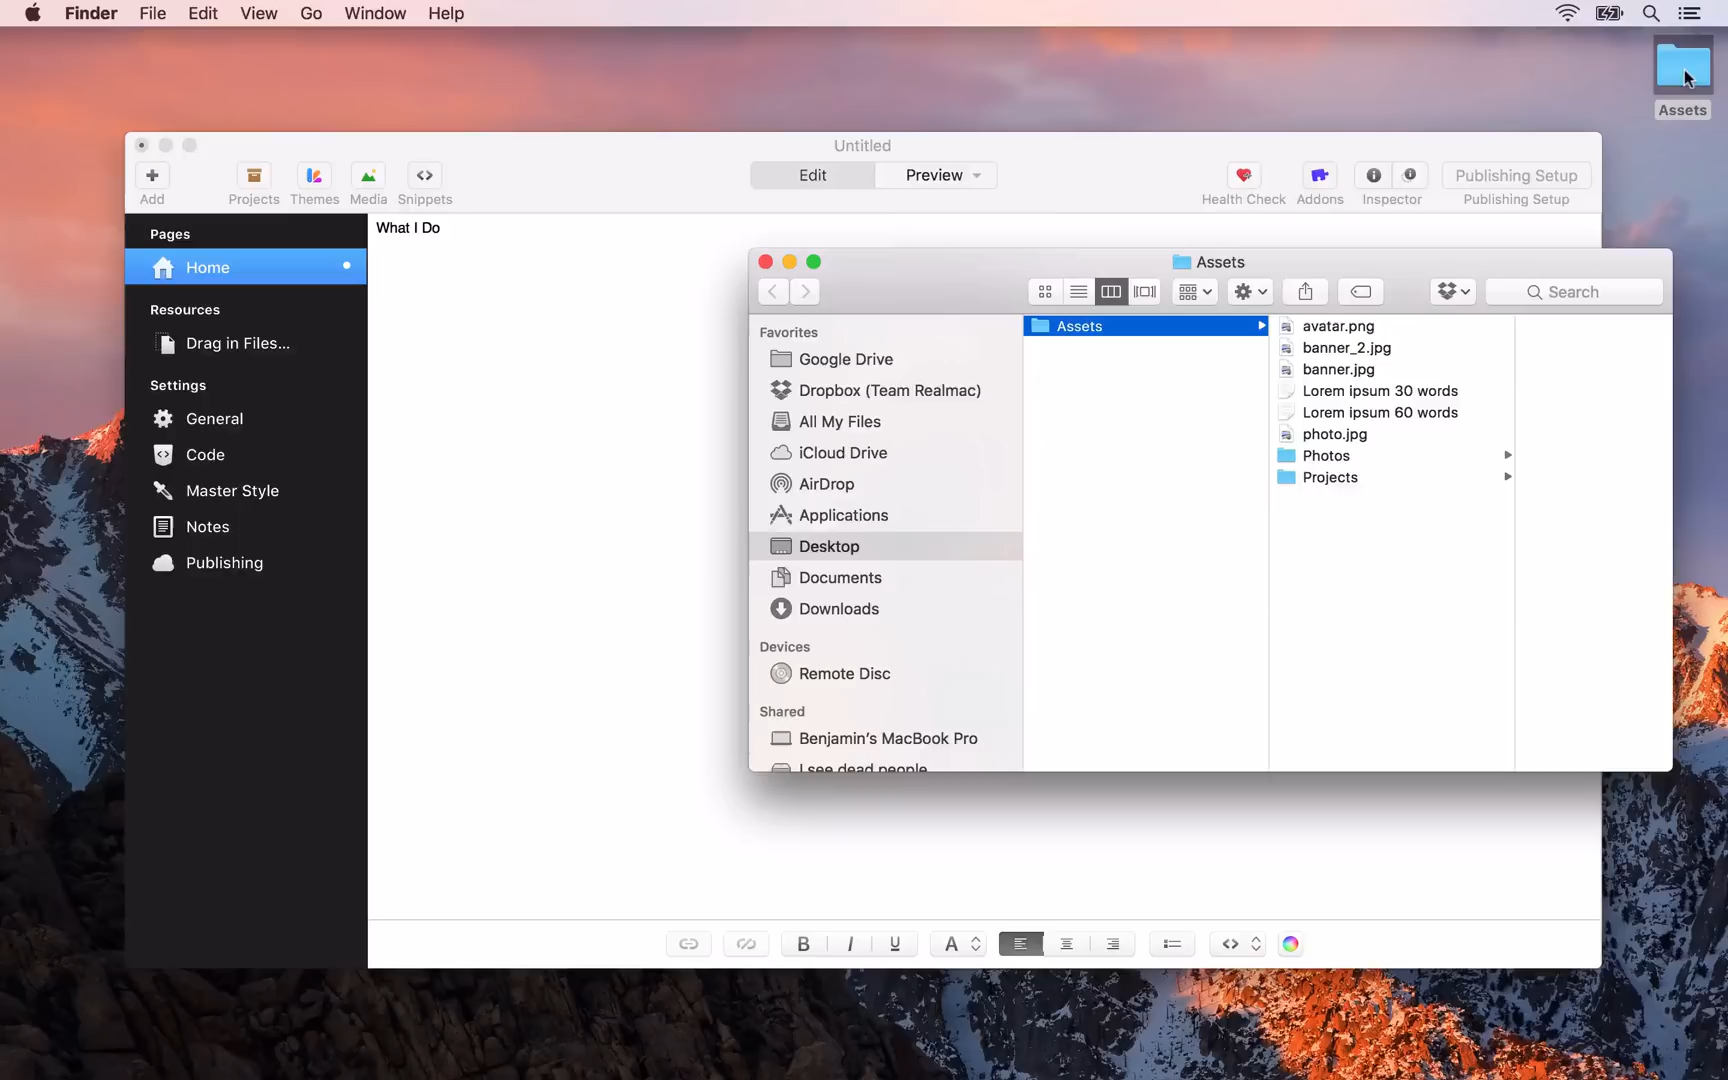 Finder File Edit View Go Window Help
Assets
Untitled
Edit Preview Publishing Setup
Add Projects Themes Media Snippets Health Check Addons Inspector Publishing Setup
Pages
Home
Resources
Drag in Files...
Settings
General
Code
Master Style
Notes
Publishing
What I Do
Assets
Search
Favorites
Google Drive
Dropbox (Team Realmac)
All My Files
iCloud Drive
AirDrop
Applications
Desktop
Documents
Downloads
Devices
Remote Disc
Shared
Benjamin’s MacBook Pro
I see dead people
Assets
avatar.png
banner_2.jpg
banner.jpg
Lorem ipsum 30 words
Lorem ipsum 60 words
photo.jpg
Photos
Projects
B I U A